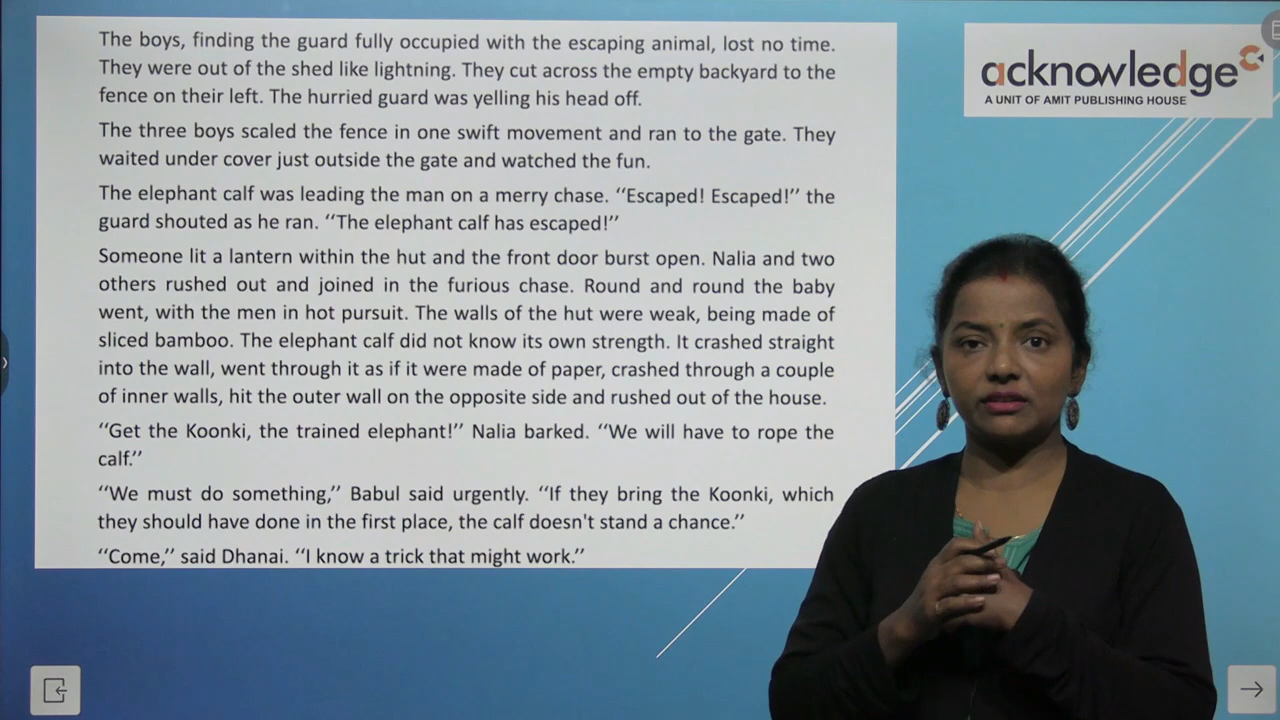 The boys, finding the guard fully occupied with the escaping animal, lost no time.
They were out of the shed like lightning. They cut across the empty backyard to the
fence on their left. The hurried guard was yelling his head off.
The three boys scaled the fence in one swift movement and ran to the gate. They
waited under cover just outside the gate and watched the fun.
The elephant calf was leading the man on a merry chase. “Escaped! Escaped!” the
guard shouted as he ran. “The elephant calf has escaped!”
Someone lit a lantern within the hut and the front door burst open. Nalia and two
others rushed out and joined in the furious chase. Round and round the baby
went, with the men in hot pursuit. The walls of the hut were weak, being made of
sliced bamboo. The elephant calf did not know its own strength. It crashed straight
into the wall, went through it as if it were made of paper, crashed through a couple
of inner walls, hit the outer wall on the opposite side and rushed out of the house.
“Get the Koonki, the trained elephant!” Nalia barked. “We will have to rope the
calf.”
“We must do something,” Babul said urgently. “If they bring the Koonki, which
they should have done in the first place, the calf doesn't stand a chance.”
“Come,” said Dhanai. “I know a trick that might work.”
acknowledge
A UNIT OF AMIT PUBLISHING HOUSE